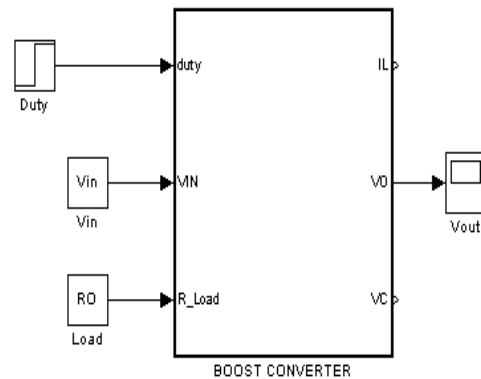 duty
IL
Duty
Vin
VIN
VO
Vin
Vout
RO
R_Load
VC
Load
BOOST CONVERTER